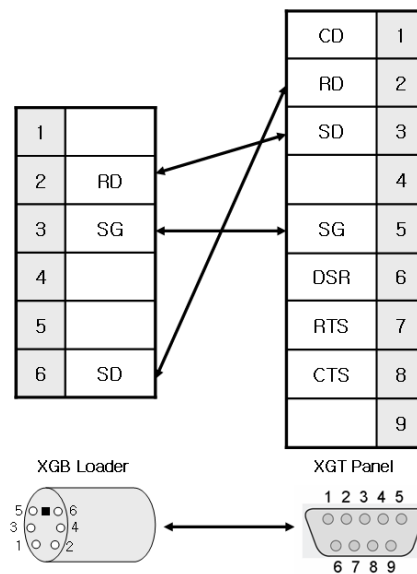 CD 1
RD 2
SD 3
4
SG 5
DSR 6
RTS 7
CTS 8
9
1
2 RD
3 SG
4
5
6 SD
XGB Loader
XGT Panel
5 6
3 4
1 2
1 2 3 4 5
6 7 8 9